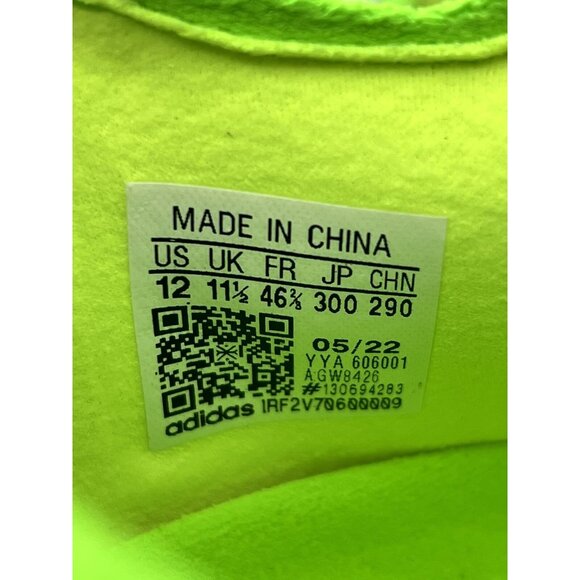 MADE IN CHINA
US UK FR JP CHN
12 11½ 46⅔ 300 290
05/22
YYA 606001
AGW8426
#130694283
adidas 1RF2V70600009